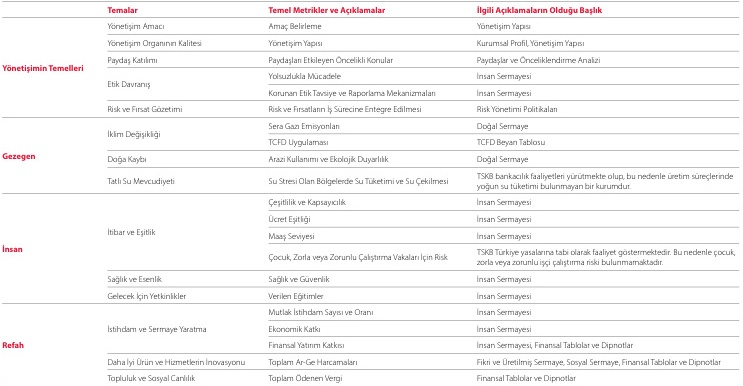 Temalar Temel Metrikler ve Açıklamalar İlgili Açıklamaların Olduğu Başlık
Yönetişimin Temelleri
Yönetişim Amacı Amaç Belirleme Yönetişim Yapısı
Yönetişim Organının Kalitesi Yönetişim Yapısı Kurumsal Profil, Yönetişim Yapısı
Paydaş Katılımı Paydaşları Etkileyen Öncelikli Konular Paydaşlar ve Önceliklendirme Analizi
Etik Davranış
Yolsuzlukla Mücadele İnsan Sermayesi
Korunan Etik Tavsiye ve Raporlama Mekanizmaları İnsan Sermayesi
Risk ve Fırsat Gözetimi Risk ve Fırsatların İş Sürecine Entegre Edilmesi Risk Yönetimi Politikaları
Gezegen
İklim Değişikliği
Sera Gazı Emisyonları Doğal Sermaye
TCFD Uygulaması TCFD Beyan Tablosu
Doğa Kaybı Arazi Kullanımı ve Ekolojik Duyarlılık Doğal Sermaye
Tatlı Su Mevcudiyeti Su Stresi Olan Bölgelerde Su Tüketimi ve Su Çekilmesi TSKB bankacılık faaliyetleri yürütmekte olup, bu nedenle üretim süreçlerinde
yoğun su tüketimi bulunmayan bir kurumdur.
İnsan
İtibar ve Eşitlik
Çeşitlilik ve Kapsayıcılık İnsan Sermayesi
Ücret Eşitliği İnsan Sermayesi
Maaş Seviyesi İnsan Sermayesi
Çocuk, Zorla veya Zorunlu Çalıştırma Vakaları İçin Risk TSKB Türkiye yasalarına tabi olarak faaliyet göstermektedir. Bu nedenle çocuk,
zorla veya zorunlu işçi çalıştırma riski bulunmamaktadır.
Sağlık ve Esenlik Sağlık ve Güvenlik İnsan Sermayesi
Gelecek İçin Yetkinlikler Verilen Eğitimler İnsan Sermayesi
Refah
İstihdam ve Sermaye Yaratma
Mutlak İstihdam Sayısı ve Oranı İnsan Sermayesi
Ekonomik Katkı İnsan Sermayesi
Finansal Yatırım Katkısı İnsan Sermayesi, Finansal Tablolar ve Dipnotlar
Daha İyi Ürün ve Hizmetlerin İnovasyonu Toplam Ar-Ge Harcamaları Fikri ve Üretilmiş Sermaye, Sosyal Sermaye, Finansal Tablolar ve Dipnotlar
Topluluk ve Sosyal Canlılık Toplam Ödenen Vergi Finansal Tablolar ve Dipnotlar